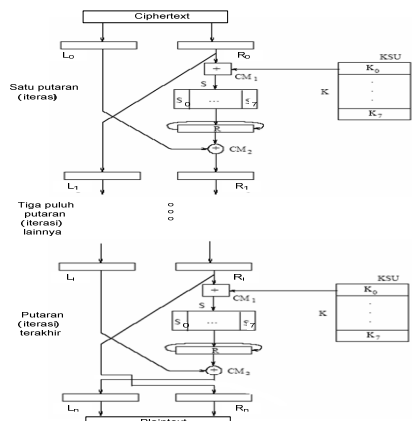 Ciphertext
L0 R0 KSU
Satu putaran
(iterasi)
+ CM1 K0
S K
S0 ... S7
R K7
+ CM2
L1 R1
Tiga puluh
putaran
(iterasi)
lainnya
Li Ri KSU
+ CM1 K0
Putaran
(iterasi)
terakhir
S K
S0 ... S7
R K7
+ CM2
Ln Rn
Plaintext